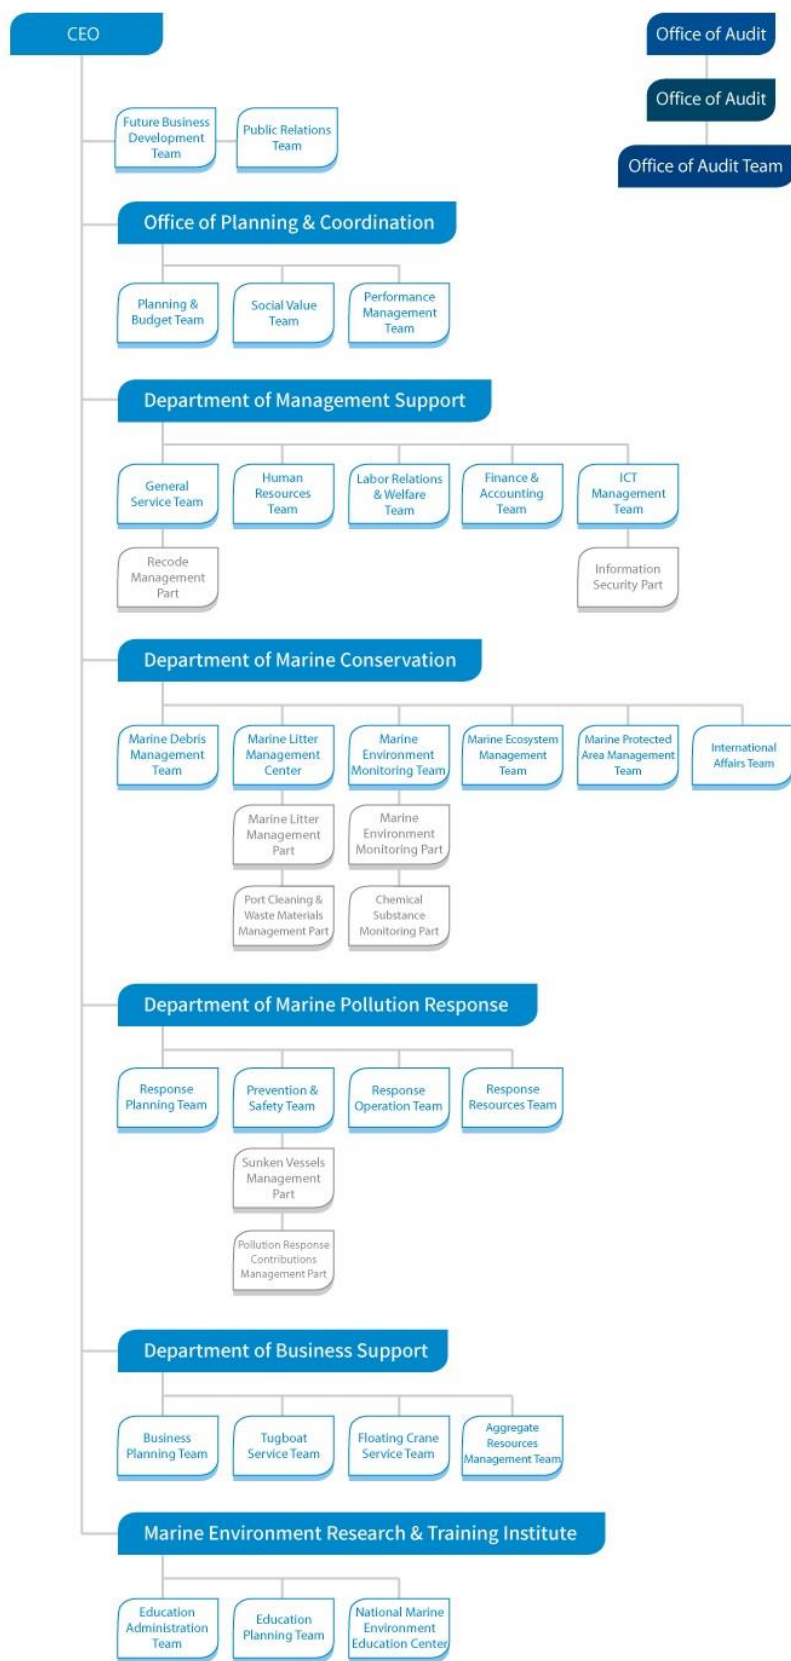 CEO
Office of Audit
Office of Audit
Office of Audit Team
Future Business
Development
Team
Public Relations
Team
Office of Planning & Coordination
Planning &
Budget Team
Social Value
Team
Performance
Management
Team
Department of Management Support
General
Service Team
Human
Resources
Team
Labor Relations
& Welfare
Team
Finance &
Accounting
Team
ICT
Management
Team
Recode
Management
Part
Information
Security Part
Department of Marine Conservation
Marine Debris
Management
Team
Marine Litter
Management
Center
Marine
Environment
Monitoring Team
Marine Ecosystem
Management
Team
Marine Protected
Area Management
Team
International
Affairs Team
Marine Litter
Management
Part
Marine
Environment
Monitoring Part
Port Cleaning &
Waste Materials
Management Part
Chemical
Substance
Monitoring Part
Department of Marine Pollution Response
Response
Planning Team
Prevention &
Safety Team
Response
Operation Team
Response
Resources Team
Sunken Vessels
Management
Part
Pollution Response
Contributions
Management Part
Department of Business Support
Business
Planning Team
Tugboat
Service Team
Floating Crane
Service Team
Aggregate
Resources
Management Team
Marine Environment Research & Training Institute
Education
Administration
Team
Education
Planning Team
National Marine
Environment
Education Center